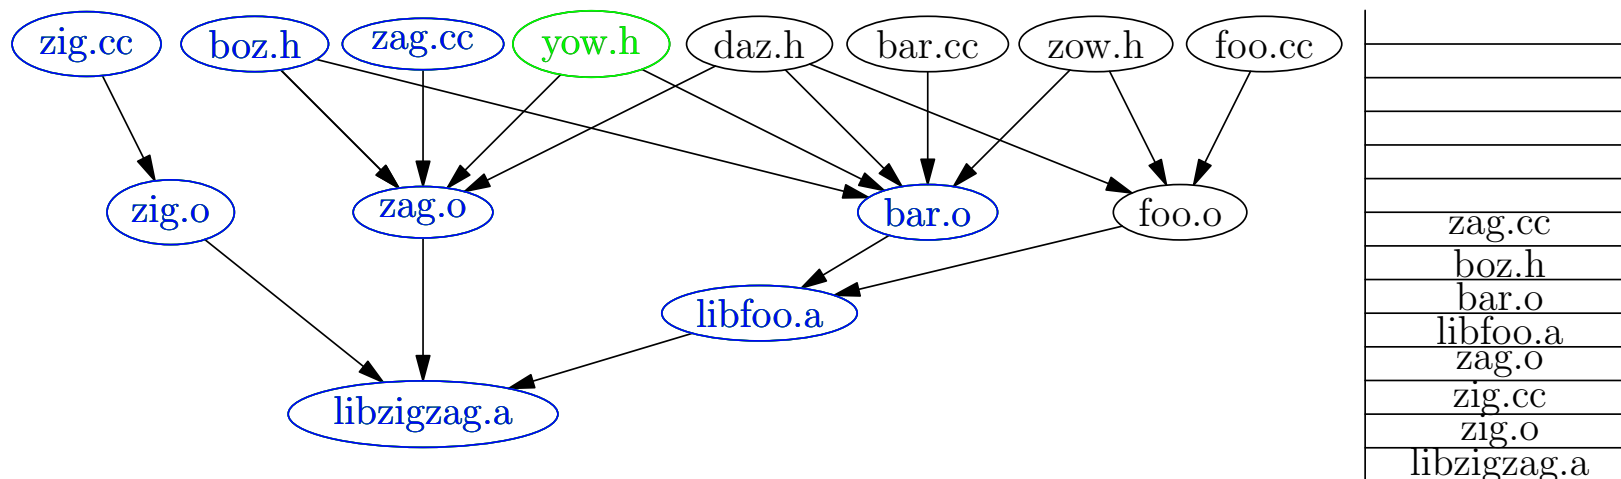 zig.cc boz.h zag.cc yow.h daz.h bar.cc zow.h foo.cc
zig.o zag.o bar.o foo.o
libfoo.a
libzigzag.a
zag.cc
boz.h
bar.o
libfoo.a
zag.o
zig.cc
zig.o
libzigzag.a